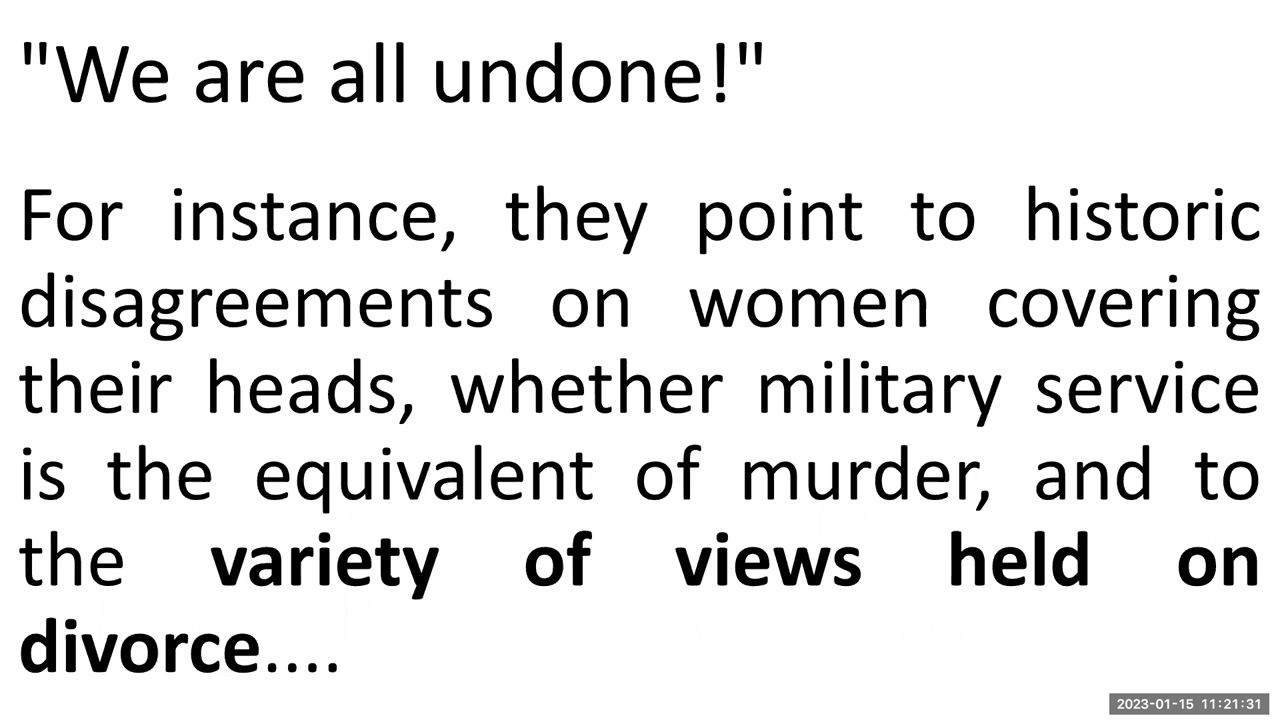 "We are all undone!"
For instance, they point to historic
disagreements on women covering
their heads, whether military service
is the equivalent of murder, and to
the variety of views held on
divorce....
2023-01-15 11:21:31